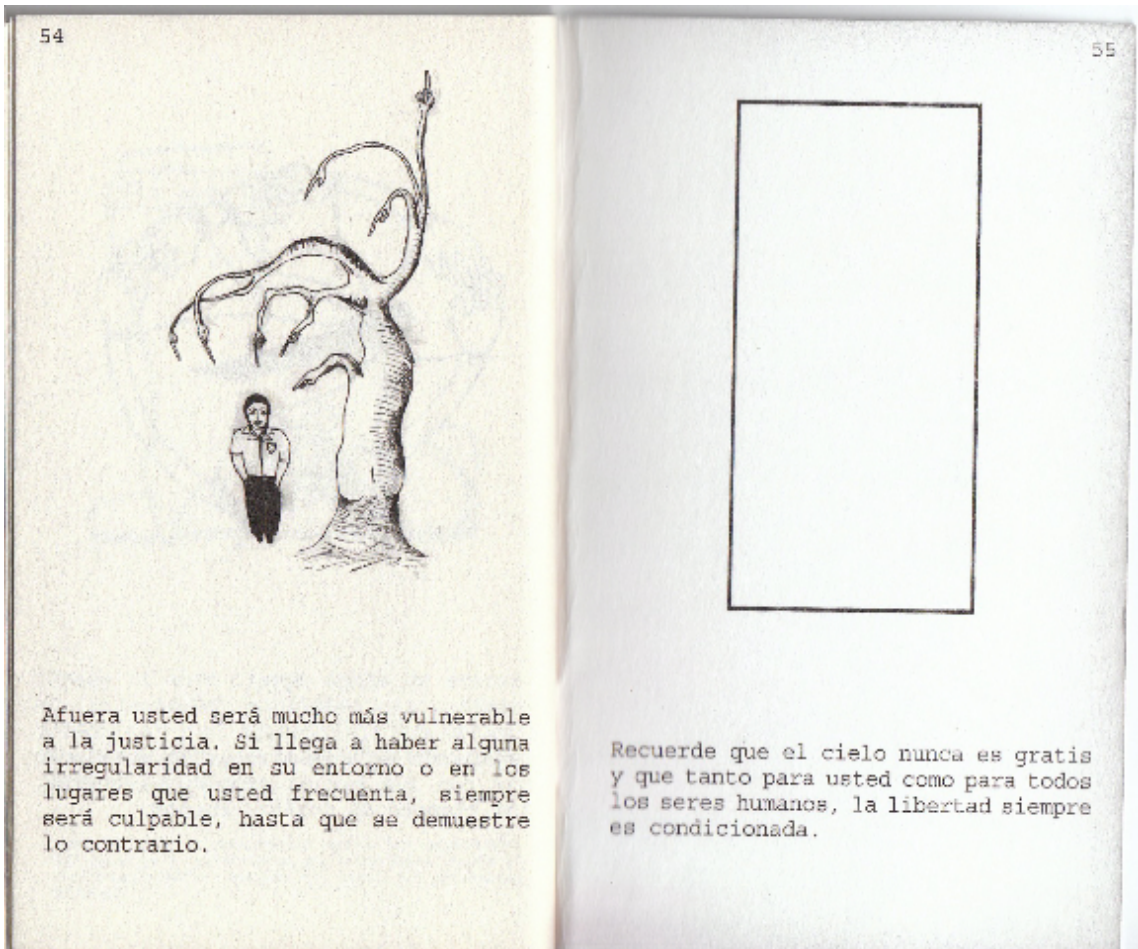 54
Afuera usted será mucho más vulnerable
a la justicia. Si llega a haber alguna
irregularidad en su entorno o en los
lugares que usted frecuenta, siempre
será culpable, hasta que se demuestre
lo contrario.
55
Recuerde que el cielo nunca es gratis
y que tanto para usted como para todos
los seres humanos, la libertad siempre
es condicionada.